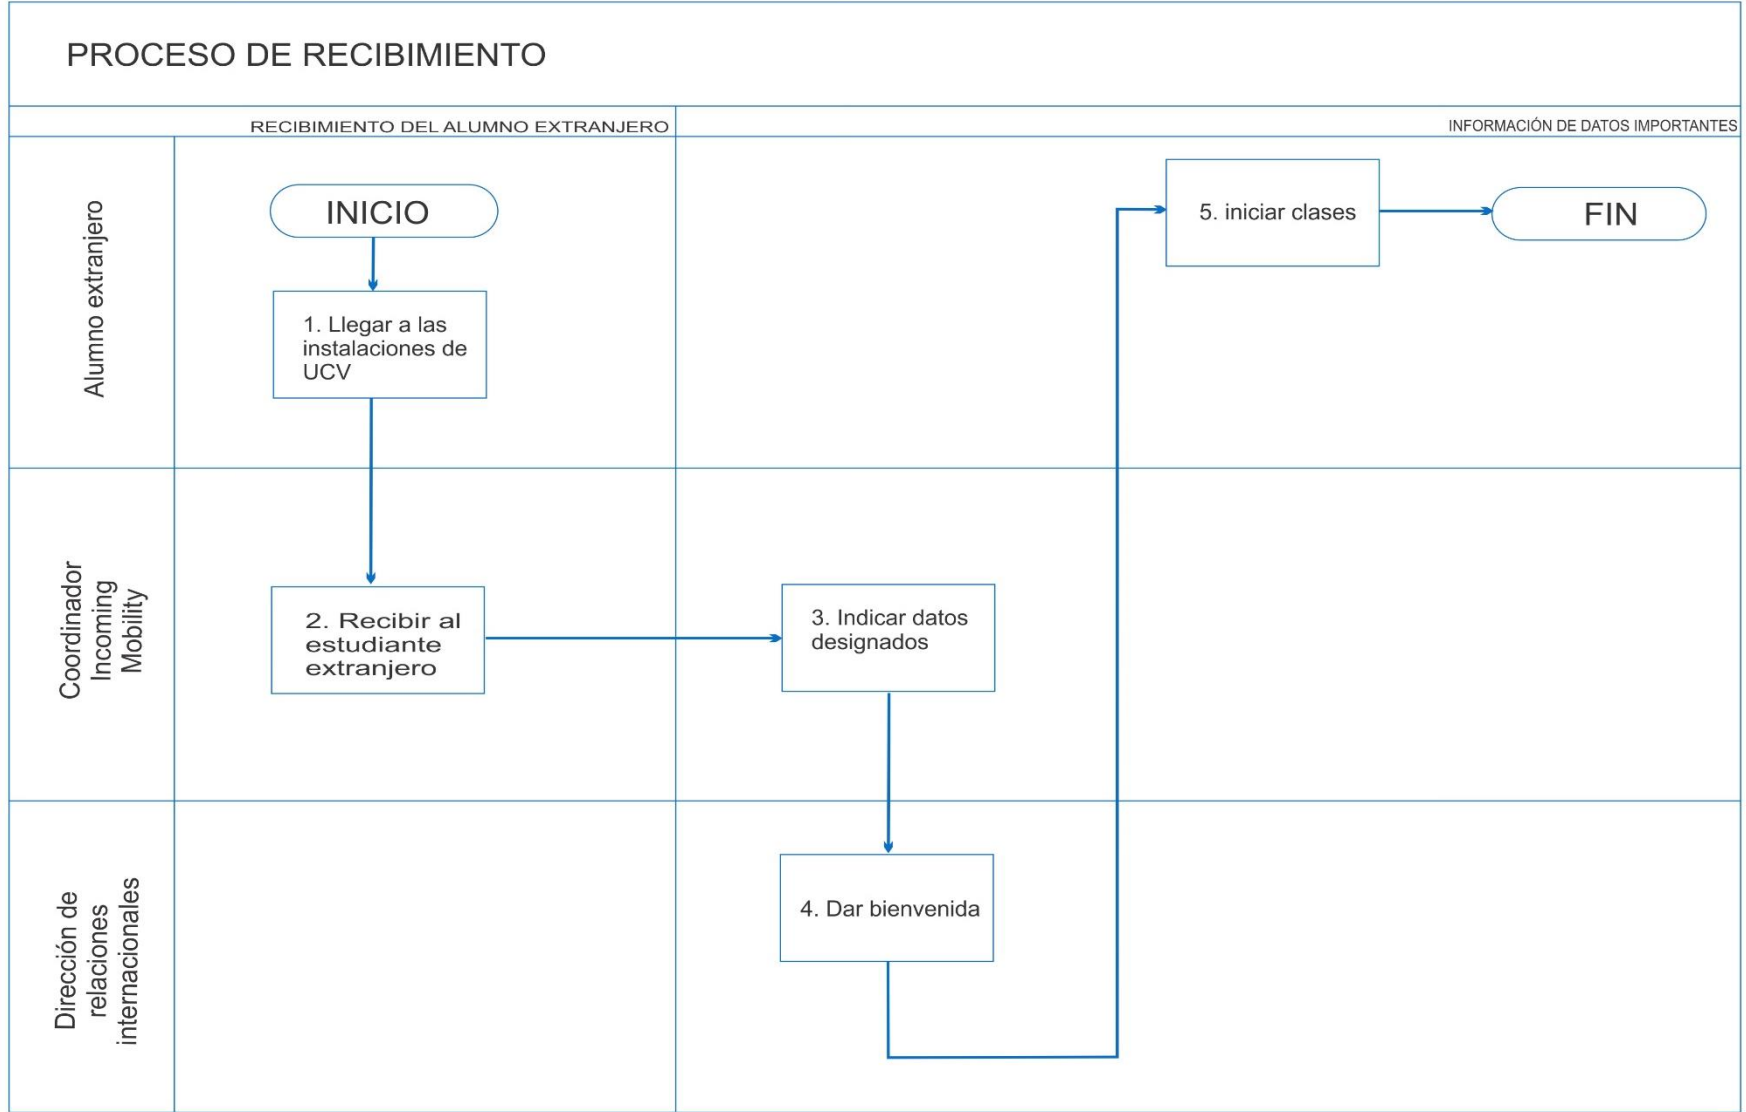 PROCESO DE RECIBIMIENTO
RECIBIMIENTO DEL ALUMNO EXTRANJERO
INFORMACIÓN DE DATOS IMPORTANTES
Alumno extranjero
INICIO
1. Llegar a las
instalaciones de
UCV
5. iniciar clases
FIN
Coordinador
Incoming
Mobility
2. Recibir al
estudiante
extranjero
3. Indicar datos
designados
Dirección de
relaciones
internacionales
4. Dar bienvenida